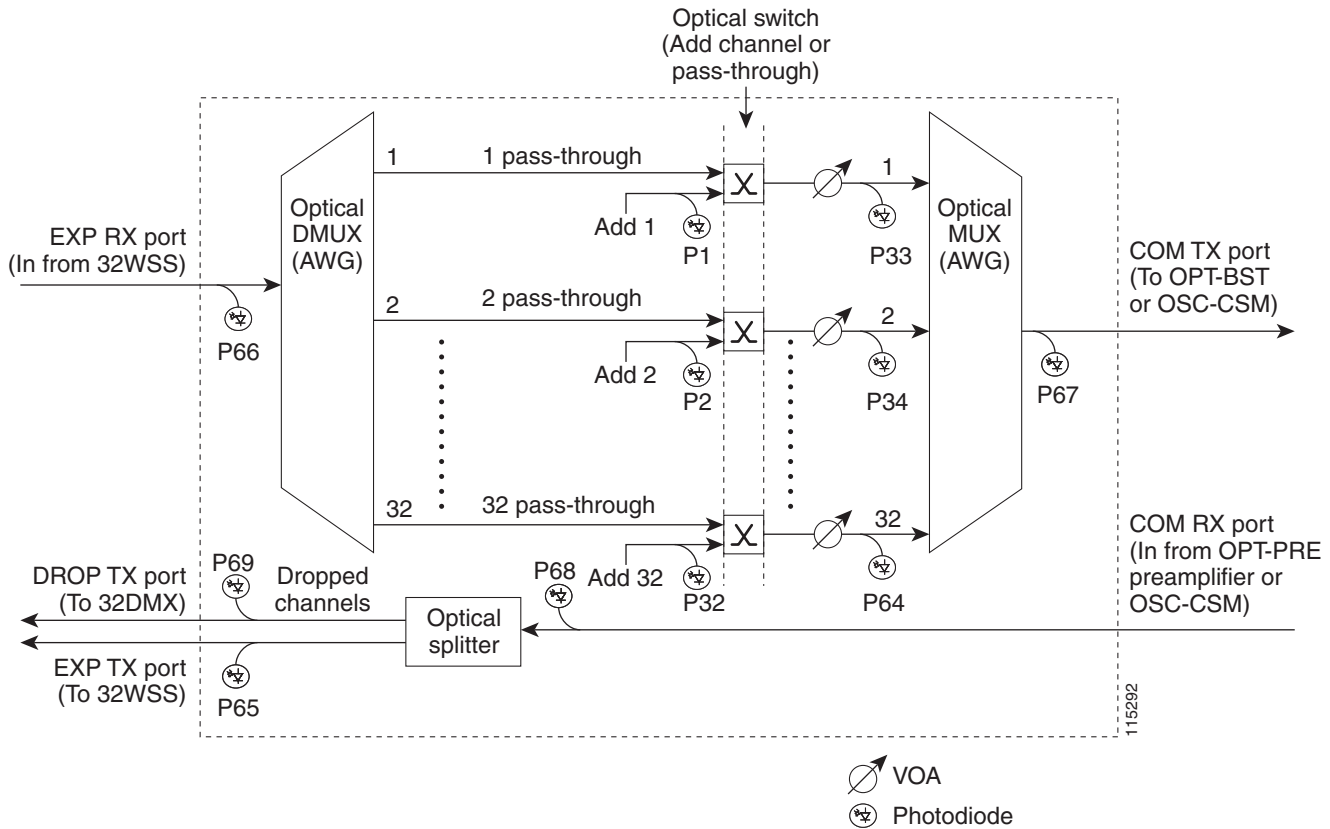 Optical switch
(Add channel or
pass-through)
1
1 pass-through
1
Optical
DMUX
(AWG)
Optical
MUX
(AWG)
Add 1
P1
P33
EXP RX port
(In from 32WSS)
COM TX port
(To OPT-BST
or OSC-CSM)
2
2 pass-through
2
P66
Add 2
P2
P34
P67
32
32 pass-through
32
COM RX port
(In from OPT-PRE
preamplifier or
OSC-CSM)
P69
P68
Add 32
P32
P64
DROP TX port
(To 32DMX)
Dropped
channels
Optical
splitter
EXP TX port
(To 32WSS)
P65
115292
VOA
Photodiode